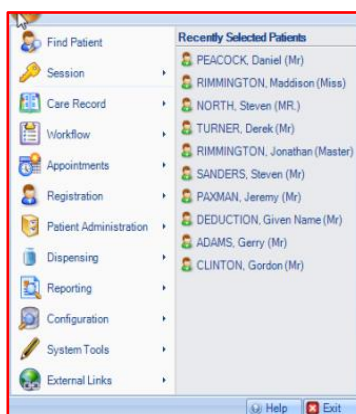 Find Patient
Session
Care Record
Workflow
Appointments
Registration
Patient Administration
Dispensing
Reporting
Configuration
System Tools
External Links
Recently Selected Patients
PEACOCK, Daniel (Mr)
RIMMINGTON, Maddison (Miss)
NORTH, Steven (MR.)
TURNER, Derek (Mr)
RIMMINGTON, Jonathan (Master)
SANDERS, Steven (Mr)
PAXMAN, Jeremy (Mr)
DEDUCTION, Given Name (Mr)
ADAMS, Gerry (Mr)
CLINTON, Gordon (Mr)
Help Exit